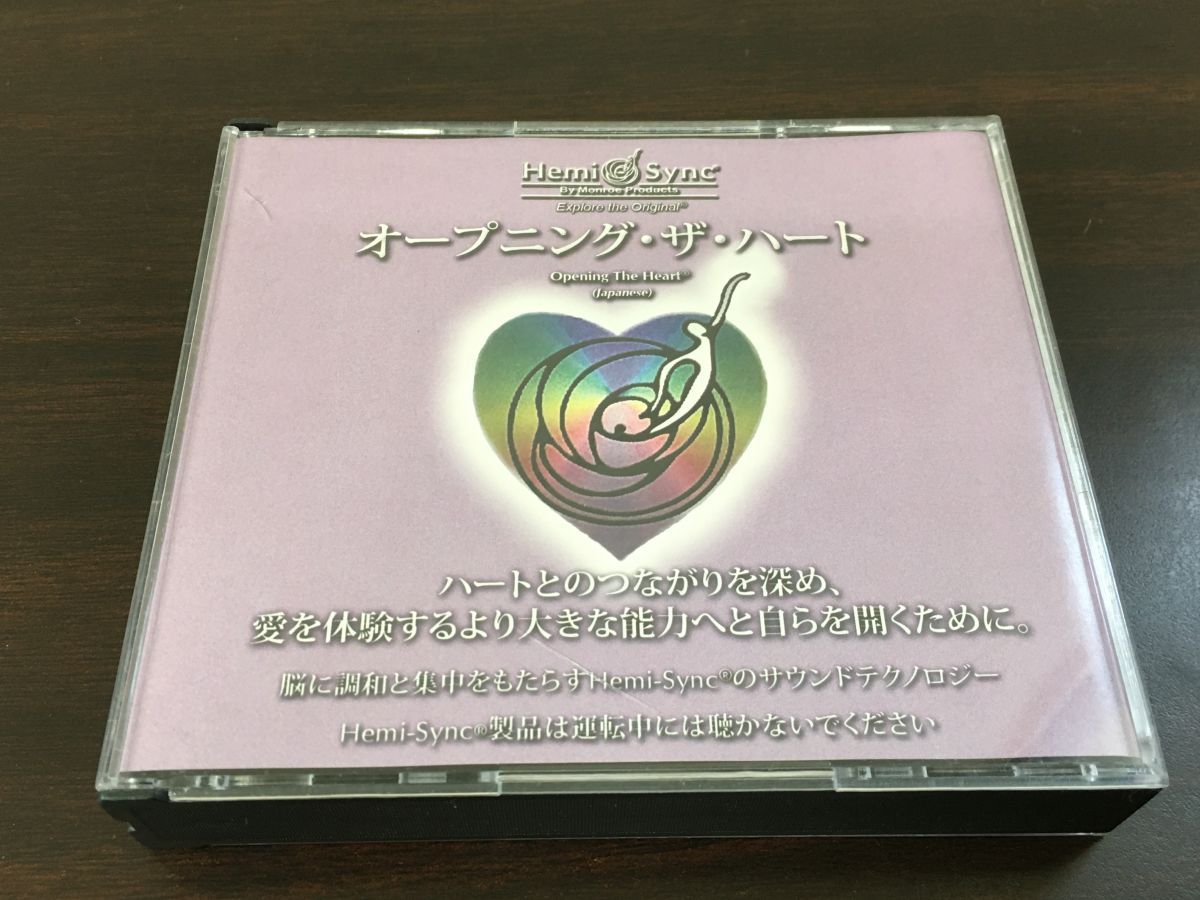 Hemi Sync®
By Monroe Products
Explore the Original®
オープニング・ザ・ハート
Opening The Heart®
(Japanese)
ハートとのつながりを深め、
愛を体験するより大きな能力へと自らを開くために。
脳に調和と集中をもたらすHemi-Sync®のサウンドテクノロジー
Hemi-Sync®製品は運転中には聴かないでください